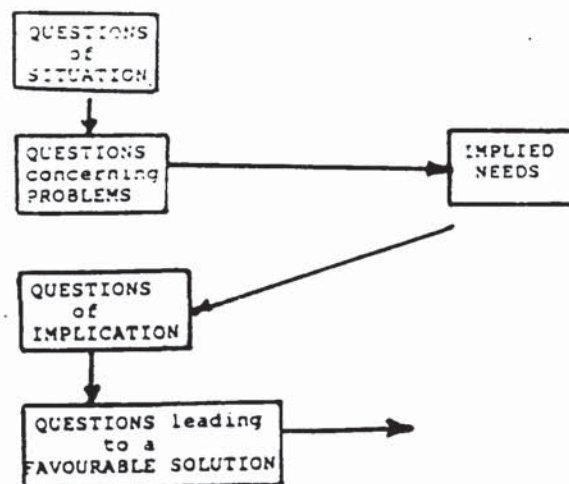 QUESTIONS
of
SITUATION
QUESTIONS
concerning
PROBLEMS
IMPLIED
NEEDS
QUESTIONS
of
IMPLICATION
QUESTIONS leading
to a
FAVOURABLE SOLUTION